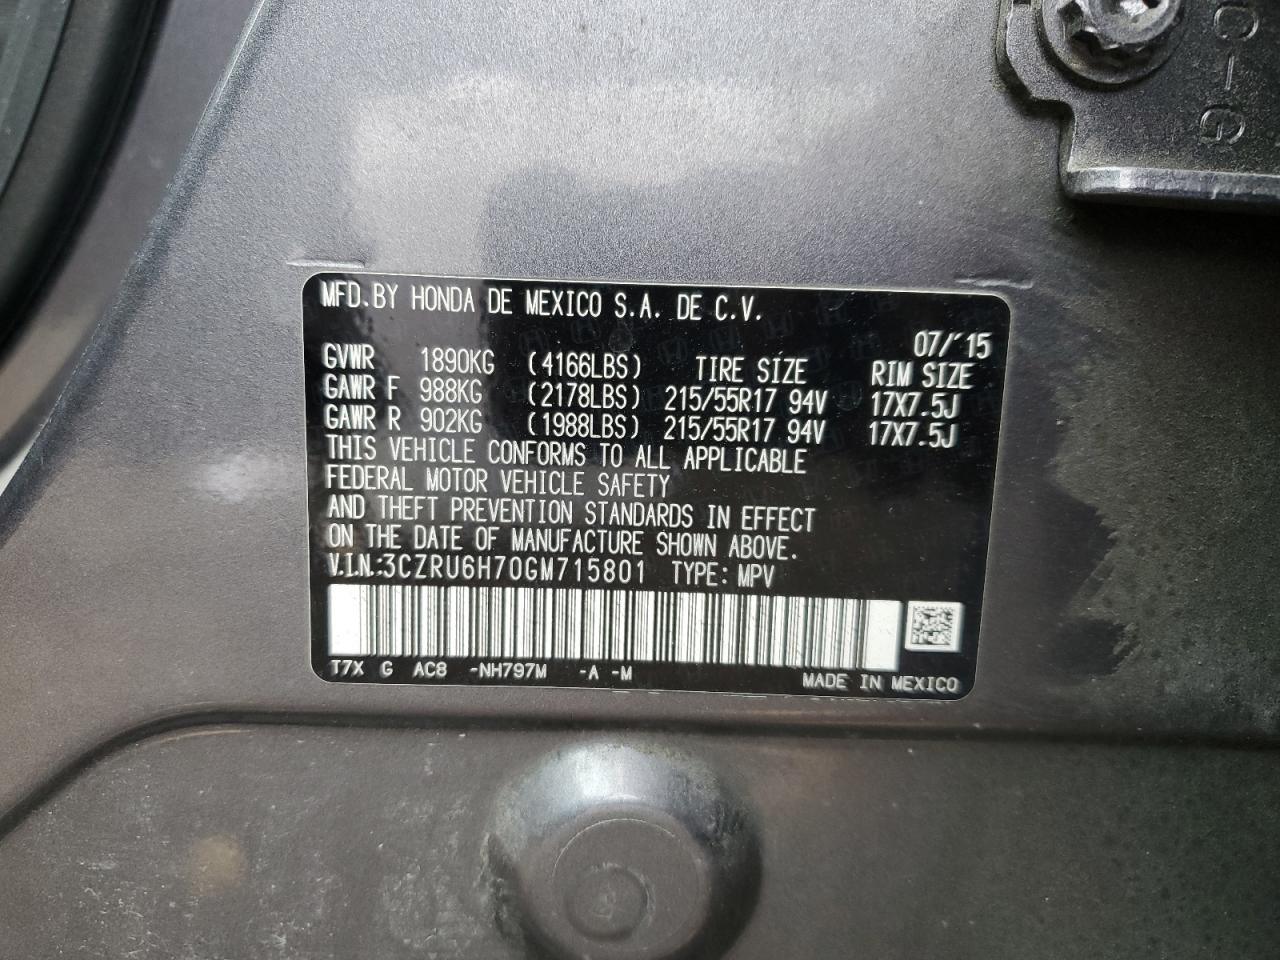 C-G
MFD.BY HONDA DE MEXICO S.A. DE C.V.
07/'15
GVWR 1890KG (4166LBS) TIRE SIZE RIM SIZE
GAWR F 988KG (2178LBS) 215/55R17 94V 17X7.5J
GAWR R 902KG (1988LBS) 215/55R17 94V 17X7.5J
THIS VEHICLE CONFORMS TO ALL APPLICABLE
FEDERAL MOTOR VEHICLE SAFETY
AND THEFT PREVENTION STANDARDS IN EFFECT
ON THE DATE OF MANUFACTURE SHOWN ABOVE.
V.I.N.:3CZRU6H70GM715801 TYPE: MPV
T7X G AC8 -NH797M -A -M MADE IN MEXICO